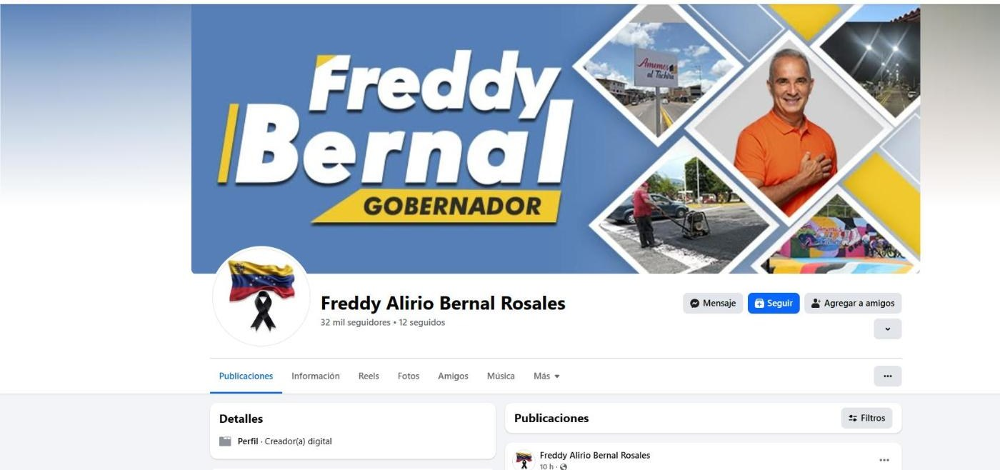 Freddy
Bernal
GOBERNADOR
Amemos
al Táchira
Freddy Alirio Bernal Rosales
32 mil seguidores • 12 seguidos
Mensaje
Seguir
Agregar a amigos
Publicaciones
Información
Reels
Fotos
Amigos
Música
Más
Detalles
Perfil · Creador(a) digital
Publicaciones
Filtros
Freddy Alirio Bernal Rosales
10 h ·